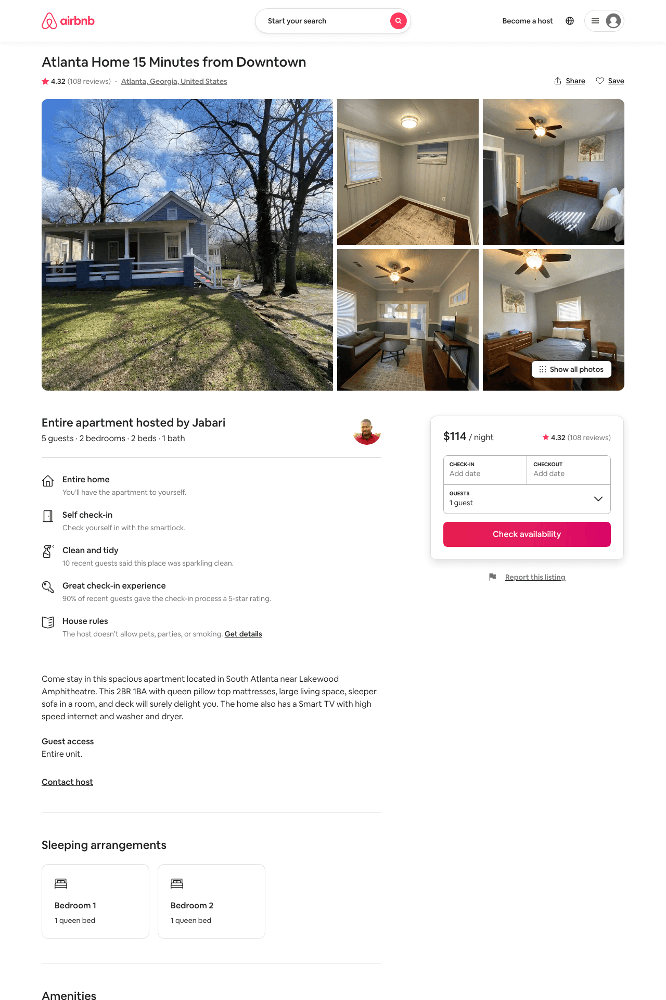 airbnb
Start your search
Become a host
Atlanta Home 15 Minutes from Downtown
4.32 (108 reviews) · Atlanta, Georgia, United States
Share
Save
Show all photos
Entire apartment hosted by Jabari
5 guests · 2 bedrooms · 2 beds · 1 bath
Entire home
You’ll have the apartment to yourself.
Self check-in
Check yourself in with the smartlock.
Clean and tidy
10 recent guests said this place was sparkling clean.
Great check-in experience
90% of recent guests gave the check-in process a 5-star rating.
House rules
The host doesn’t allow pets, parties, or smoking. Get details
$114 / night
4.32 (108 reviews)
CHECK-IN
Add date
CHECKOUT
Add date
GUESTS
1 guest
Check availability
Report this listing
Come stay in this spacious apartment located in South Atlanta near Lakewood
Amphitheatre. This 2BR 1BA with queen pillow top mattresses, large living space, sleeper
sofa in a room, and deck will surely delight you. The home also has a Smart TV with high
speed internet and washer and dryer.
Guest access
Entire unit.
Contact host
Sleeping arrangements
Bedroom 1
1 queen bed
Bedroom 2
1 queen bed
Amenities